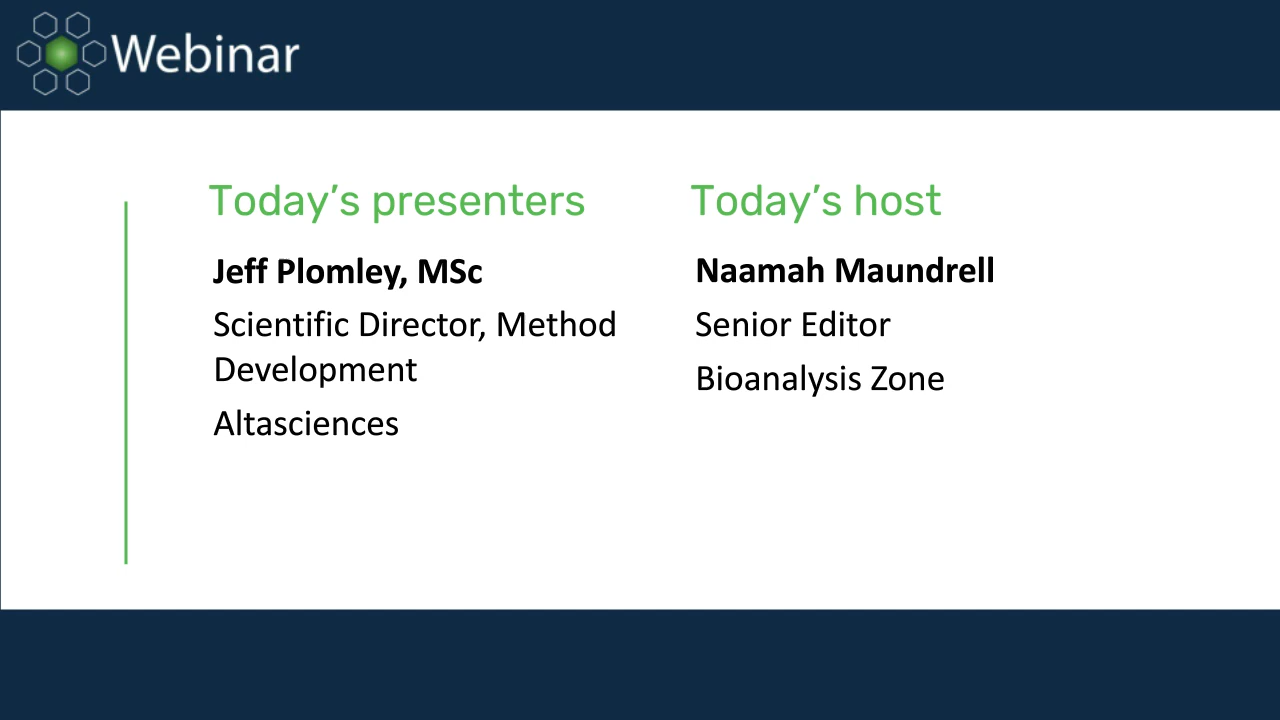 Webinar
Today’s presenters
Jeff Plomley, MSc
Scientific Director, Method
Development
Altasciences
Today’s host
Naamah Maundrell
Senior Editor
Bioanalysis Zone